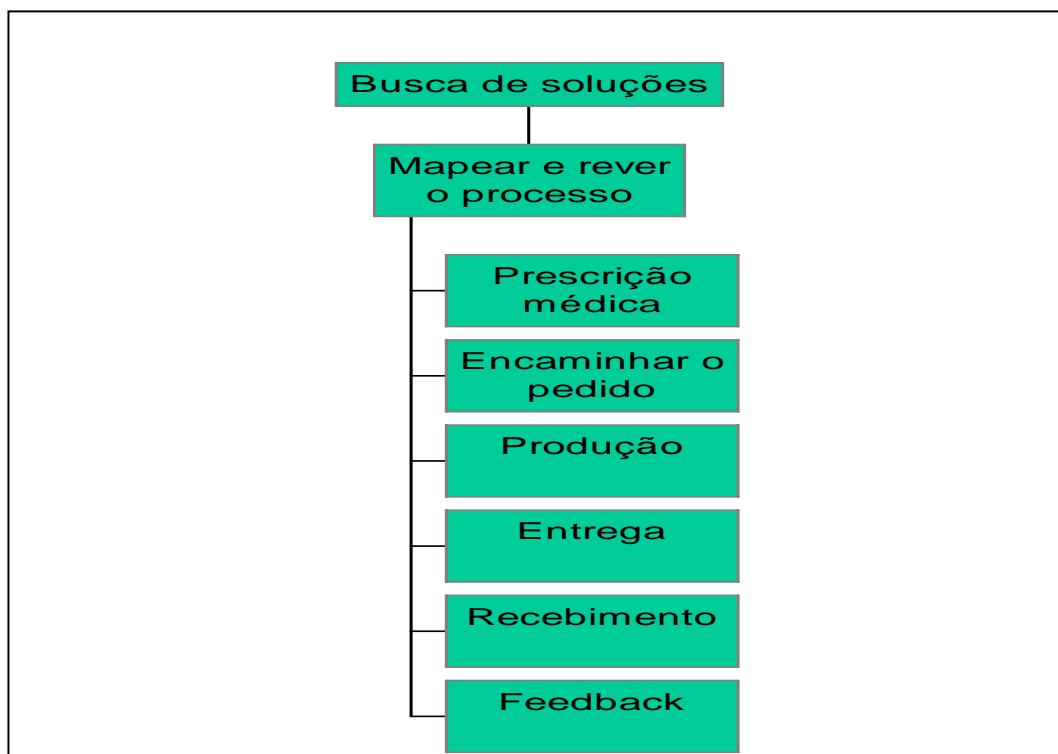 Busca de soluções
Mapear e rever
o processo
Prescrição
médica
Encaminhar o
pedido
Produção
Entrega
Recebimento
Feedback